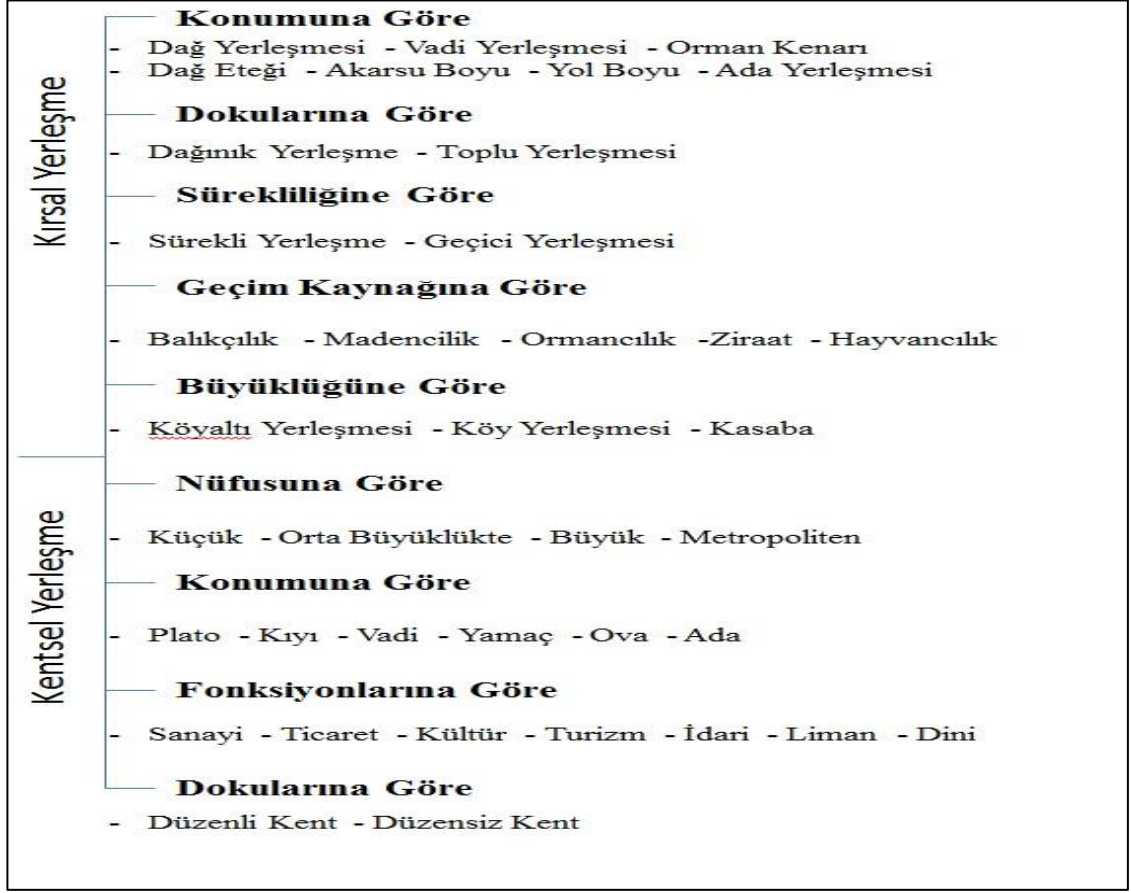 Kırsal Yerleşme
Konumuna Göre
- Dağ Yerleşmesi - Vadi Yerleşmesi - Orman Kenarı
- Dağ Eteği - Akarsu Boyu - Yol Boyu - Ada Yerleşmesi
Dokularına Göre
- Dağınık Yerleşme - Toplu Yerleşmesi
Sürekliliğine Göre
- Sürekli Yerleşme - Geçici Yerleşmesi
Geçim Kaynağına Göre
- Balıkçılık - Madencilik - Ormancılık -Ziraat - Hayvancılık
Büyüklüğüne Göre
- Köyaltı Yerleşmesi - Köy Yerleşmesi - Kasaba
Kentsel Yerleşme
Nüfusuna Göre
- Küçük - Orta Büyüklükte - Büyük - Metropoliten
Konumuna Göre
- Plato - Kıyı - Vadi - Yamaç - Ova - Ada
Fonksiyonlarına Göre
- Sanayi - Ticaret - Kültür - Turizm - İdari - Liman - Dini
Dokularına Göre
- Düzenli Kent - Düzensiz Kent